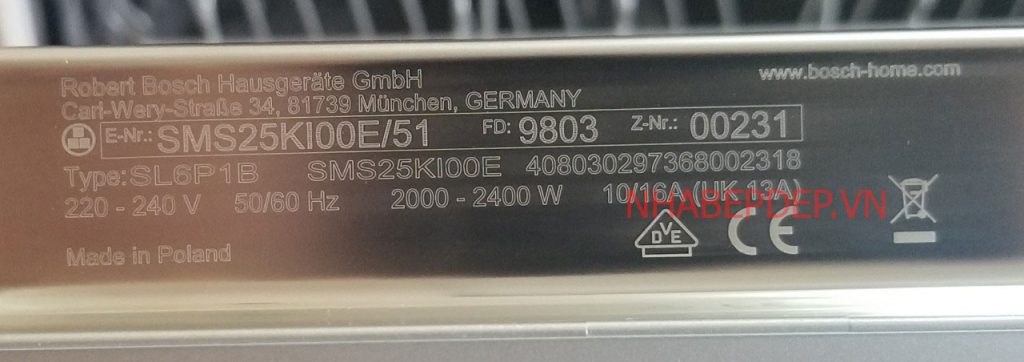 Robert Bosch Hausgeräte GmbH
www.bosch-home.com
Carl-Wery-Straße 34, 81739 München, GERMANY
E-Nr.: SMS25KI00E/51 FD: 9803 Z-Nr.: 00231
Type: SL6P1B SMS25KI00E 408030297368002318
220 - 240 V 50/60 Hz 2000 - 2400 W 10/16A (UK 13A)
NHABEPDEP.VN
DVE CE
Made in Poland